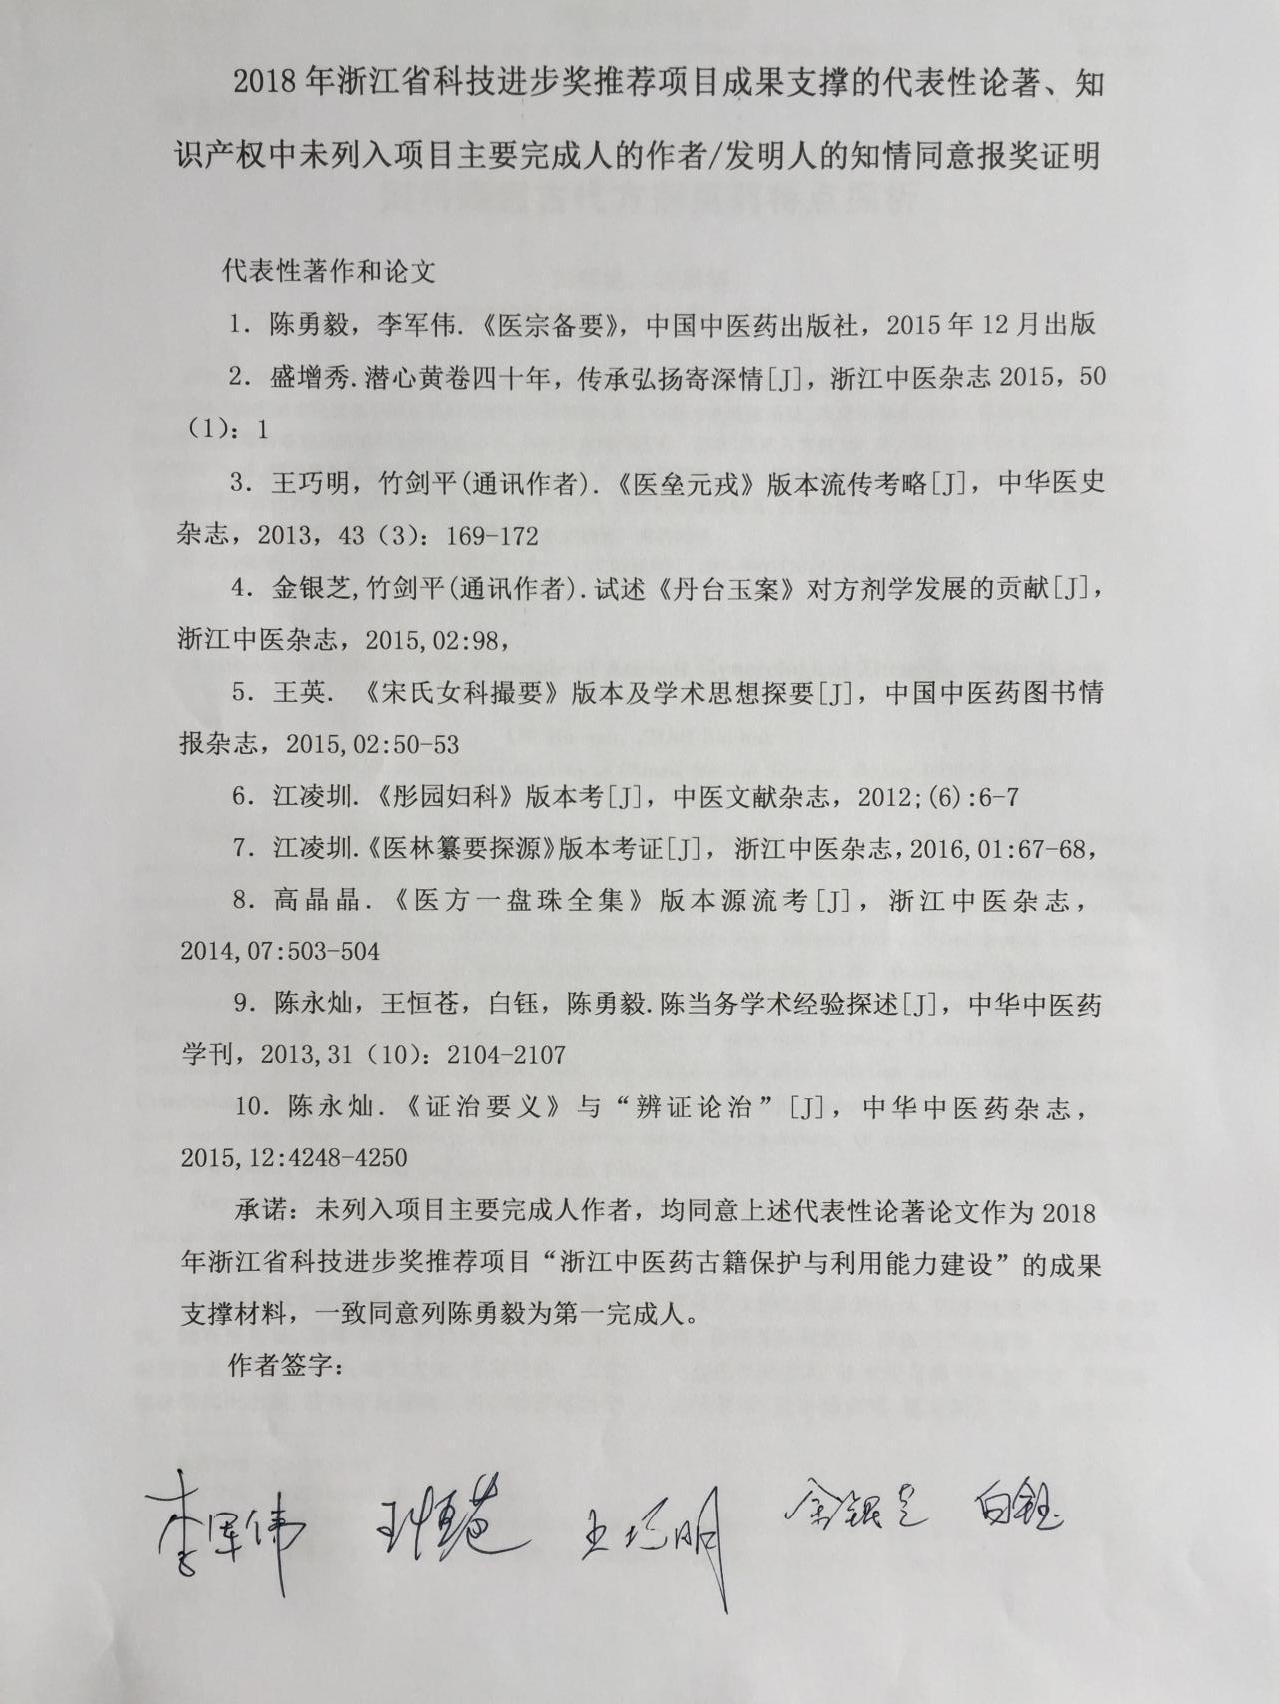 2018 年浙江省科技进步奖推荐项目成果支撑的代表性论著、知
识产权中未列入项目主要完成人的作者/发明人的知情同意报奖证明
代表性著作和论文
1. 陈勇毅，李军伟.《医宗备要》，中国中医药出版社，2015 年 12 月出版
2. 盛增秀.潜心黄卷四十年，传承弘扬寄深情[J]，浙江中医杂志 2015，50
（1）：1
3. 王巧明，竹剑平(通讯作者).《医垒元戎》版本流传考略[J]，中华医史
杂志，2013，43（3）：169-172
4. 金银芝,竹剑平(通讯作者).试述《丹台玉案》对方剂学发展的贡献[J]，
浙江中医杂志，2015,02:98，
5. 王英. 《宋氏女科撮要》版本及学术思想探要[J]，中国中医药图书情
报杂志，2015,02:50-53
6. 江凌圳.《彤园妇科》版本考[J]，中医文献杂志，2012;(6):6-7
7. 江凌圳.《医林纂要探源》版本考证[J]，浙江中医杂志,2016,01:67-68，
8. 高晶晶.《医方一盘珠全集》版本源流考[J]，浙江中医杂志，
2014,07:503-504
9. 陈永灿，王恒苍，白钰，陈勇毅.陈当务学术经验探述[J]，中华中医药
学刊，2013,31（10）：2104-2107
10. 陈永灿.《证治要义》与“辨证论治”[J]，中华中医药杂志，
2015,12:4248-4250
承诺：未列入项目主要完成人作者，均同意上述代表性论著论文作为 2018
年浙江省科技进步奖推荐项目“浙江中医药古籍保护与利用能力建设”的成果
支撑材料，一致同意列陈勇毅为第一完成人。
作者签字：
李军伟 王恒苍 王巧明 金银芝 白钰